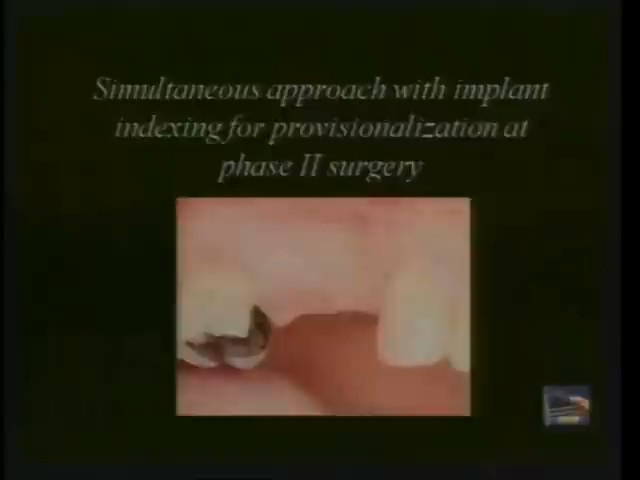 Simultaneous approach with implant
indexing for provisionalization at
phase II surgery